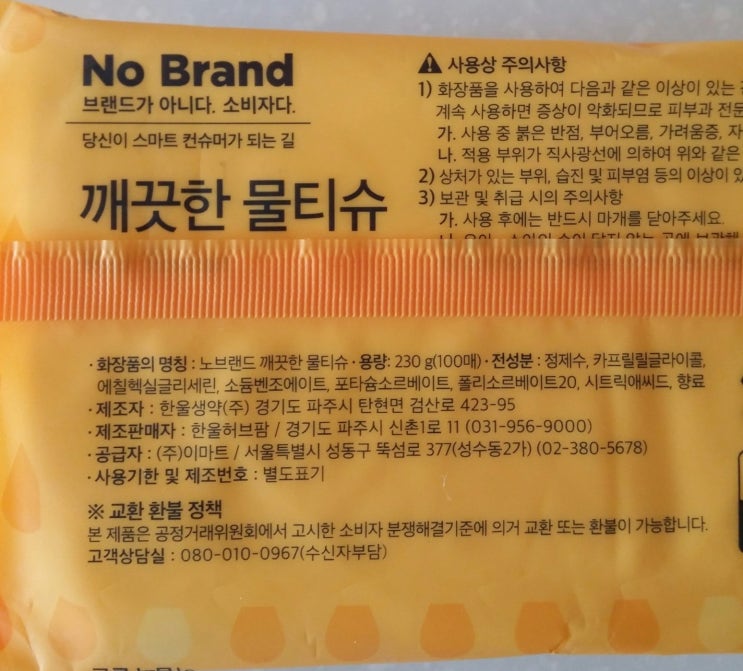 No Brand
브랜드가 아니다. 소비자다.
당신이 스마트 컨슈머가 되는 길
깨끗한 물티슈
사용상 주의사항
1) 화장품을 사용하여 다음과 같은 이상이 있는
계속 사용하면 증상이 악화되므로 피부과 전문
가. 사용 중 붉은 반점, 부어오름, 가려움증, 자
나. 적용 부위가 직사광선에 의하여 위와 같은
2) 상처가 있는 부위, 습진 및 피부염 등의 이상이 있
3) 보관 및 취급 시의 주의사항
가. 사용 후에는 반드시 마개를 닫아주세요.
· 화장품의 명칭 : 노브랜드 깨끗한 물티슈 · 용량: 230 g(100매) · 전성분 : 정제수, 카프릴릴글라이콜,
에칠헥실글리세린, 소듐벤조에이트, 포타슘소르베이트, 폴리소르베이트20, 시트릭애씨드, 향료
· 제조자 : 한울생약(주) 경기도 파주시 탄현면 검산로 423-95
· 제조판매자 : 한울허브팜 / 경기도 파주시 신촌1로 11 (031-956-9000)
· 공급자 : (주)이마트 / 서울특별시 성동구 뚝섬로 377(성수동2가) (02-380-5678)
· 사용기한 및 제조번호 : 별도표기
※ 교환 환불 정책
본 제품은 공정거래위원회에서 고시한 소비자 분쟁해결기준에 의거 교환 또는 환불이 가능합니다.
고객상담실 : 080-010-0967(수신자부담)